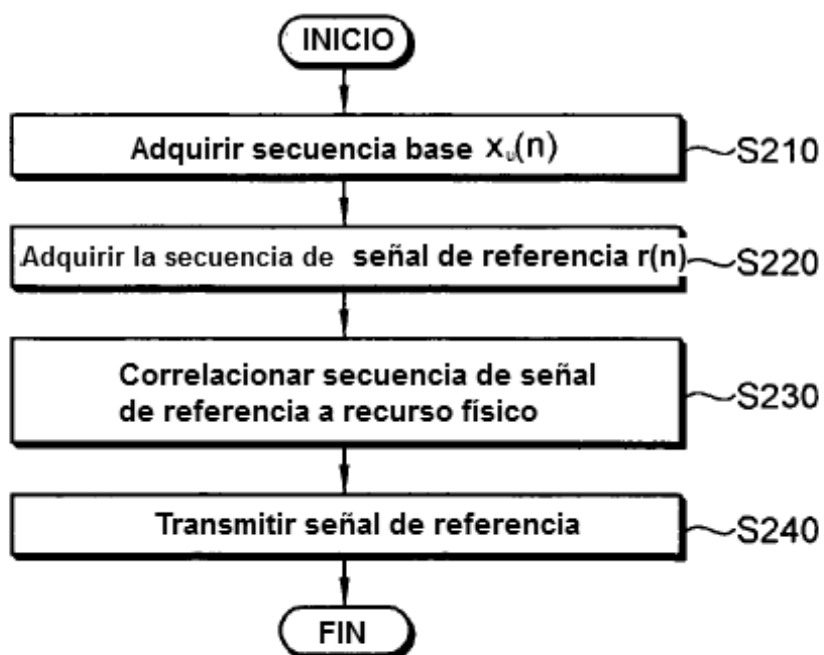 INICIO
Adquirir secuencia base xᵤ(n)
S210
Adquirir la secuencia de señal de referencia r(n)
S220
Correlacionar secuencia de señal
de referencia a recurso físico
S230
Transmitir señal de referencia
S240
FIN